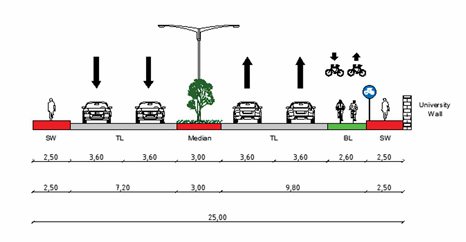 University
Wall
SW TL Median TL BL SW
2,50 3,60 3,60 3,00 3,60 3,60 2,60 2,50
2,50 7,20 3,00 9,80 2,50
25,00